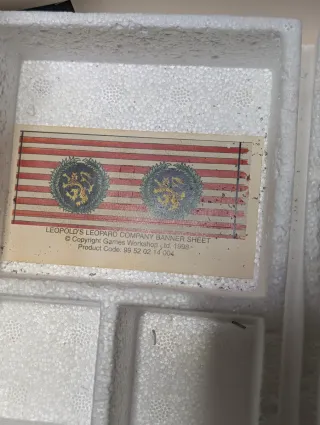 LEOPOLD'S LEOPARD COMPANY BANNER SHEET
© Copyright Games Workshop Ltd. 1998
Product Code: 99 52 02 14 004